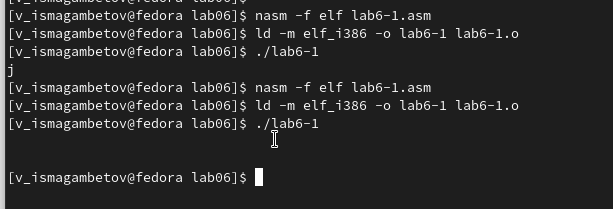 [v_ismagambetov@fedora lab06]$ nasm -f elf lab6-1.asm
[v_ismagambetov@fedora lab06]$ ld -m elf_i386 -o lab6-1 lab6-1.o
[v_ismagambetov@fedora lab06]$ ./lab6-1
j
[v_ismagambetov@fedora lab06]$ nasm -f elf lab6-1.asm
[v_ismagambetov@fedora lab06]$ ld -m elf_i386 -o lab6-1 lab6-1.o
[v_ismagambetov@fedora lab06]$ ./lab6-1
[v_ismagambetov@fedora lab06]$